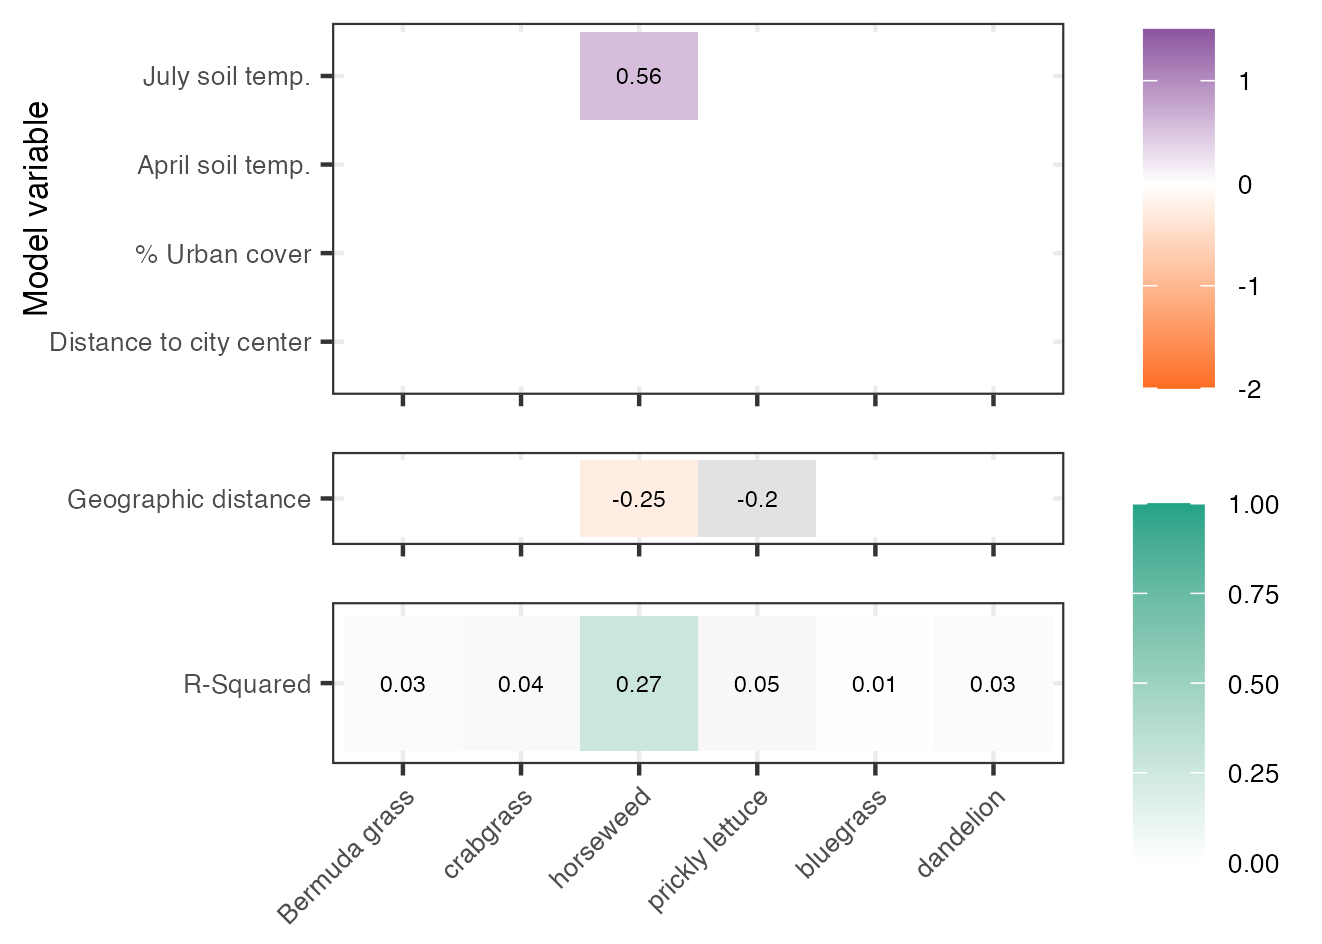 Model variable
July soil temp.
0.56
April soil temp.
% Urban cover
Distance to city center
1
0
-1
-2
Geographic distance
-0.25
-0.2
R-Squared
0.03
0.04
0.27
0.05
0.01
0.03
1.00
0.75
0.50
0.25
0.00
Bermuda grass
crabgrass
horseweed
prickly lettuce
bluegrass
dandelion